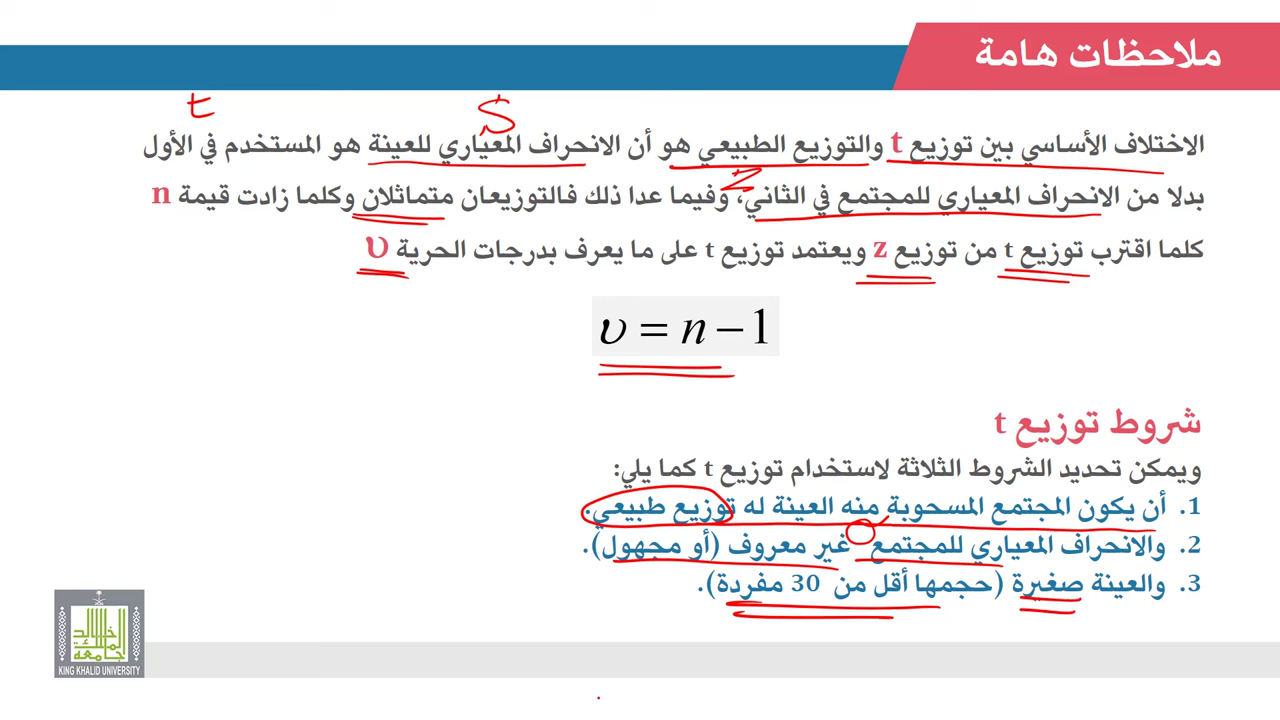 ملاحظات هامة
t
S
الاختلاف الأساسي بين توزيع t والتوزيع الطبيعي هو أن الانحراف المعياري للعينة هو المستخدم في الأول
z
بدلا من الانحراف المعياري للمجتمع في الثاني، وفيما عدا ذلك فالتوزيعان متماثلان وكلما زادت قيمة n
كلما اقترب توزيع t من توزيع z ويعتمد توزيع t على ما يعرف بدرجات الحرية υ
υ = n − 1
شروط توزيع t
ويمكن تحديد الشروط الثلاثة لاستخدام توزيع t كما يلي:
1. أن يكون المجتمع المسحوبة منه العينة له توزيع طبيعي.
2. والانحراف المعياري للمجتمع σ غير معروف (أو مجهول).
3. والعينة صغيرة (حجمها أقل من 30 مفردة).
جامعة الملك خالد
KING KHALID UNIVERSITY